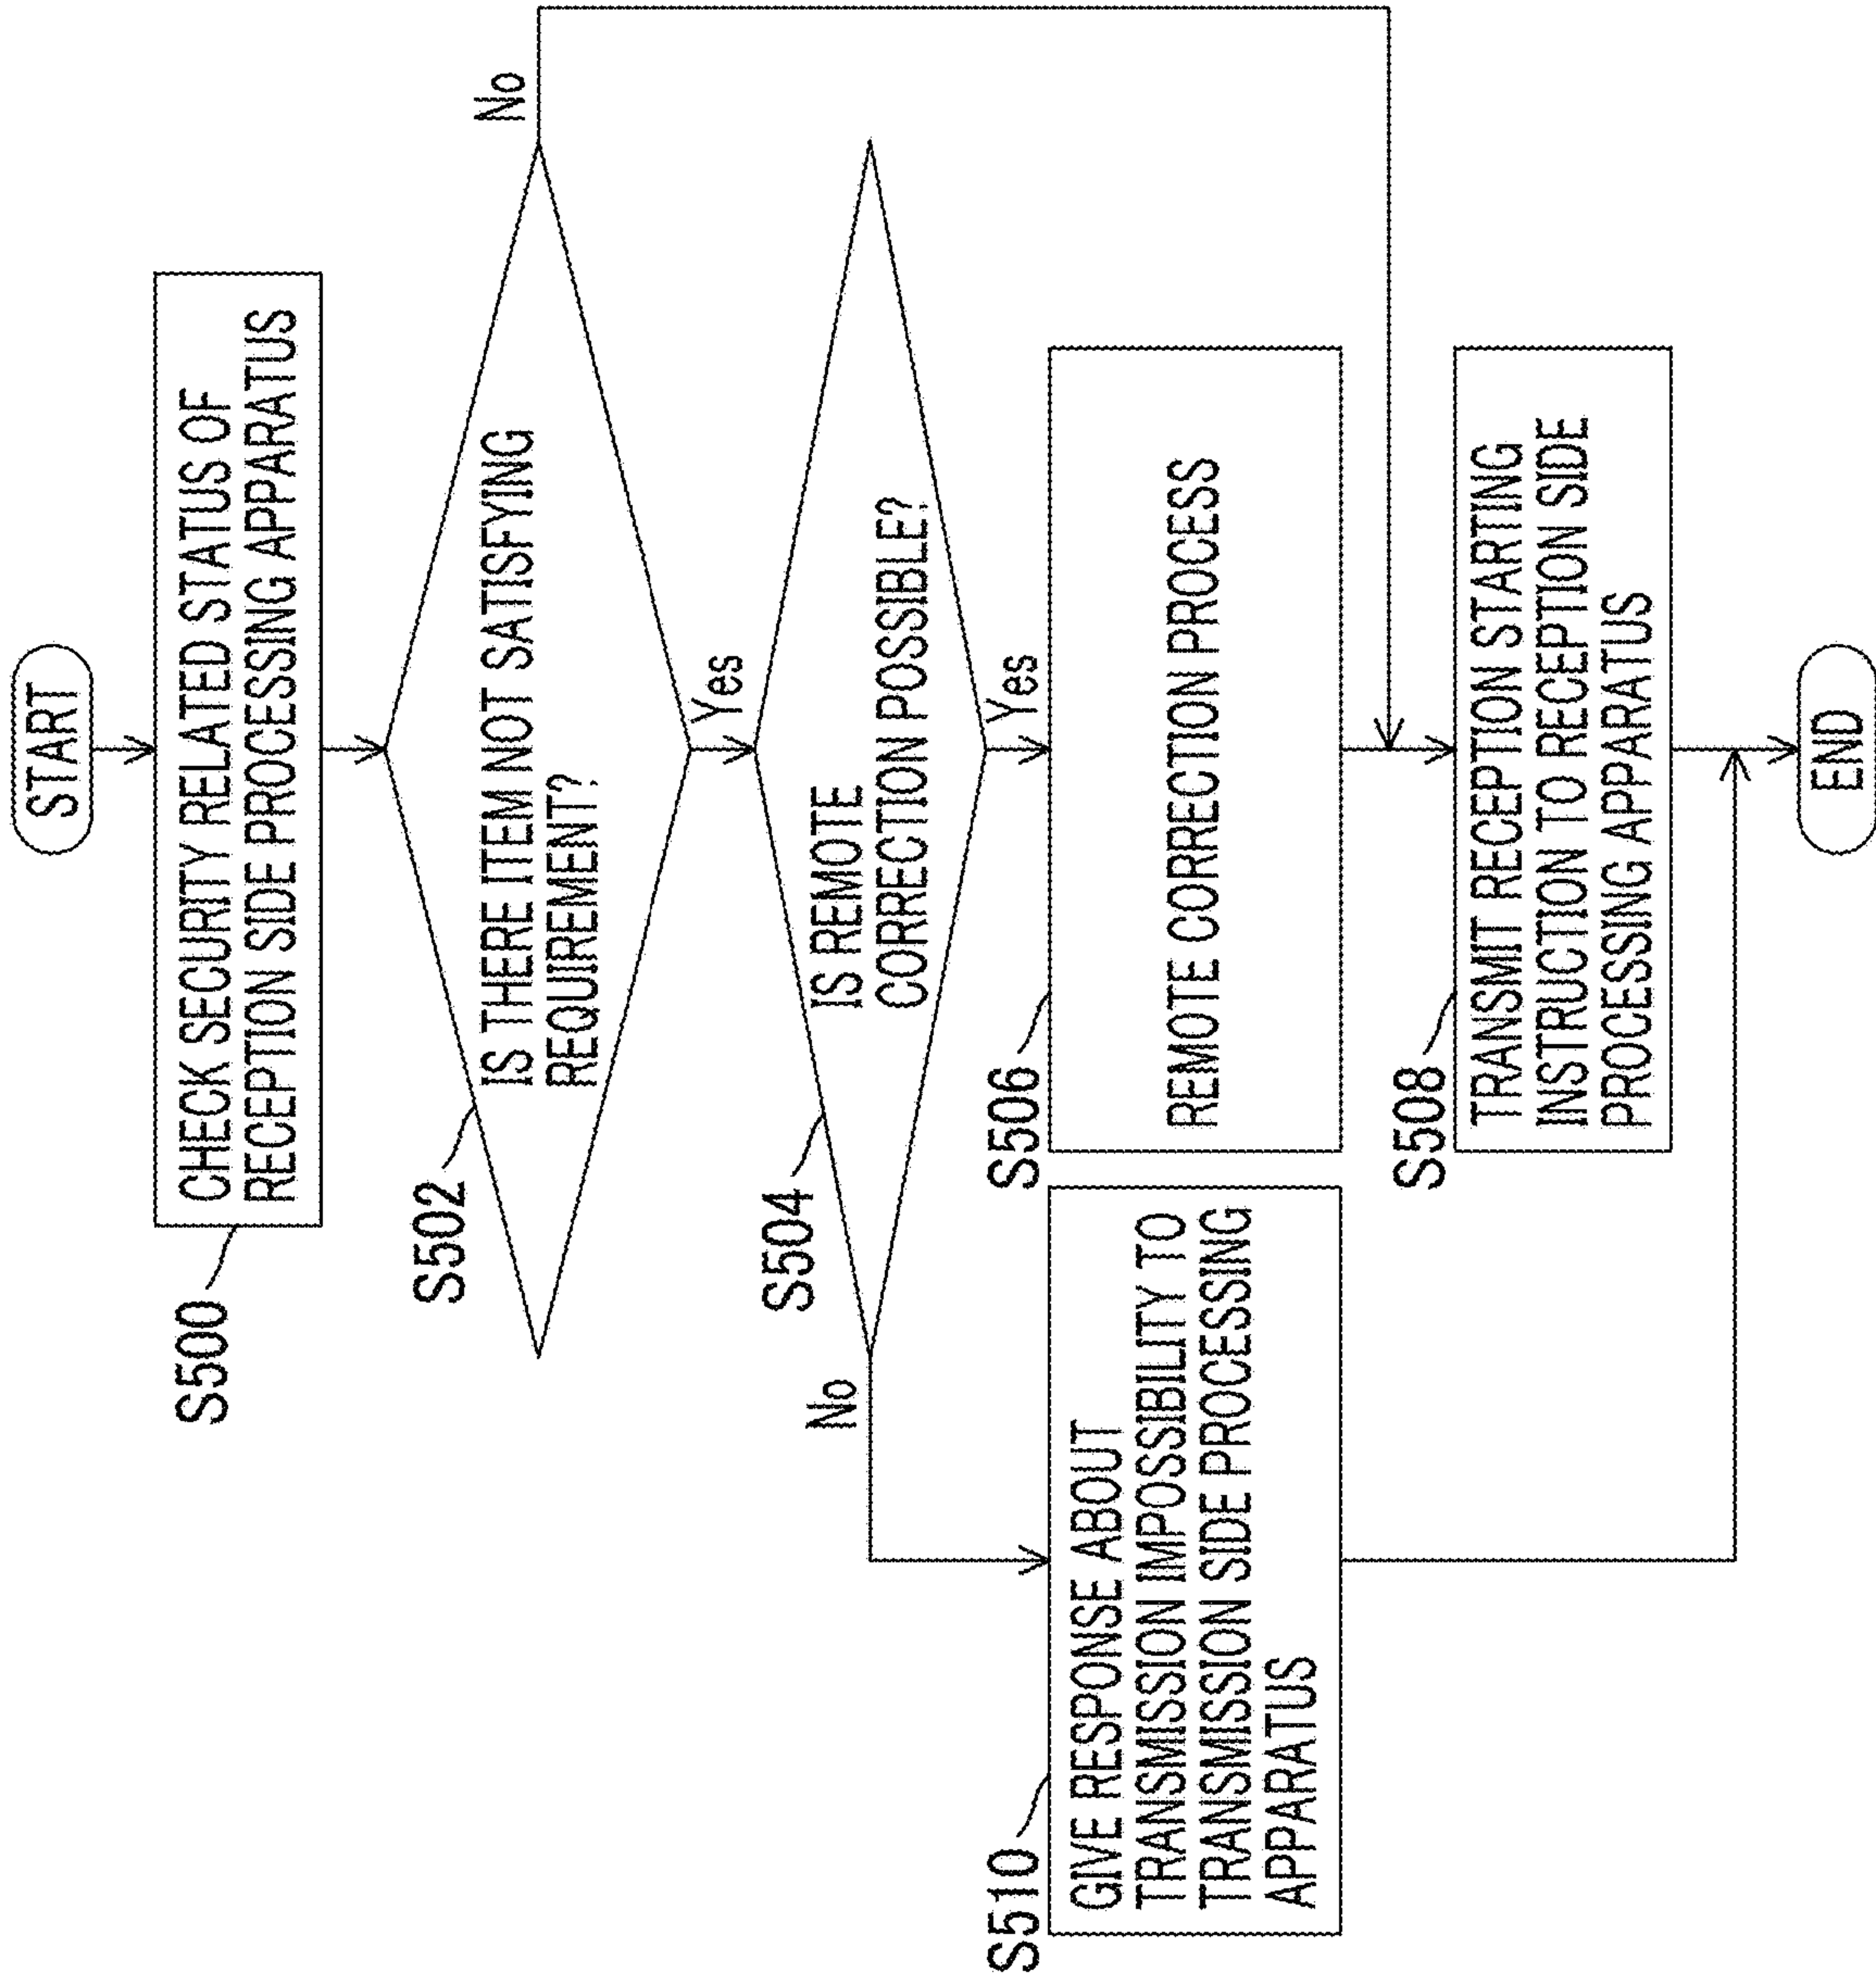 START
S500
CHECK SECURITY RELATED STATUS OF
RECEPTION SIDE PROCESSING APPARATUS
S502
IS THERE ITEM NOT SATISFYING
REQUIREMENT?
No
Yes
S504
IS REMOTE
CORRECTION POSSIBLE?
No
Yes
S510
GIVE RESPONSE ABOUT
TRANSMISSION IMPOSSIBILITY TO
TRANSMISSION SIDE PROCESSING
APPARATUS
S506
REMOTE CORRECTION PROCESS
S508
TRANSMIT RECEPTION STARTING
INSTRUCTION TO RECEPTION SIDE
PROCESSING APPARATUS
END